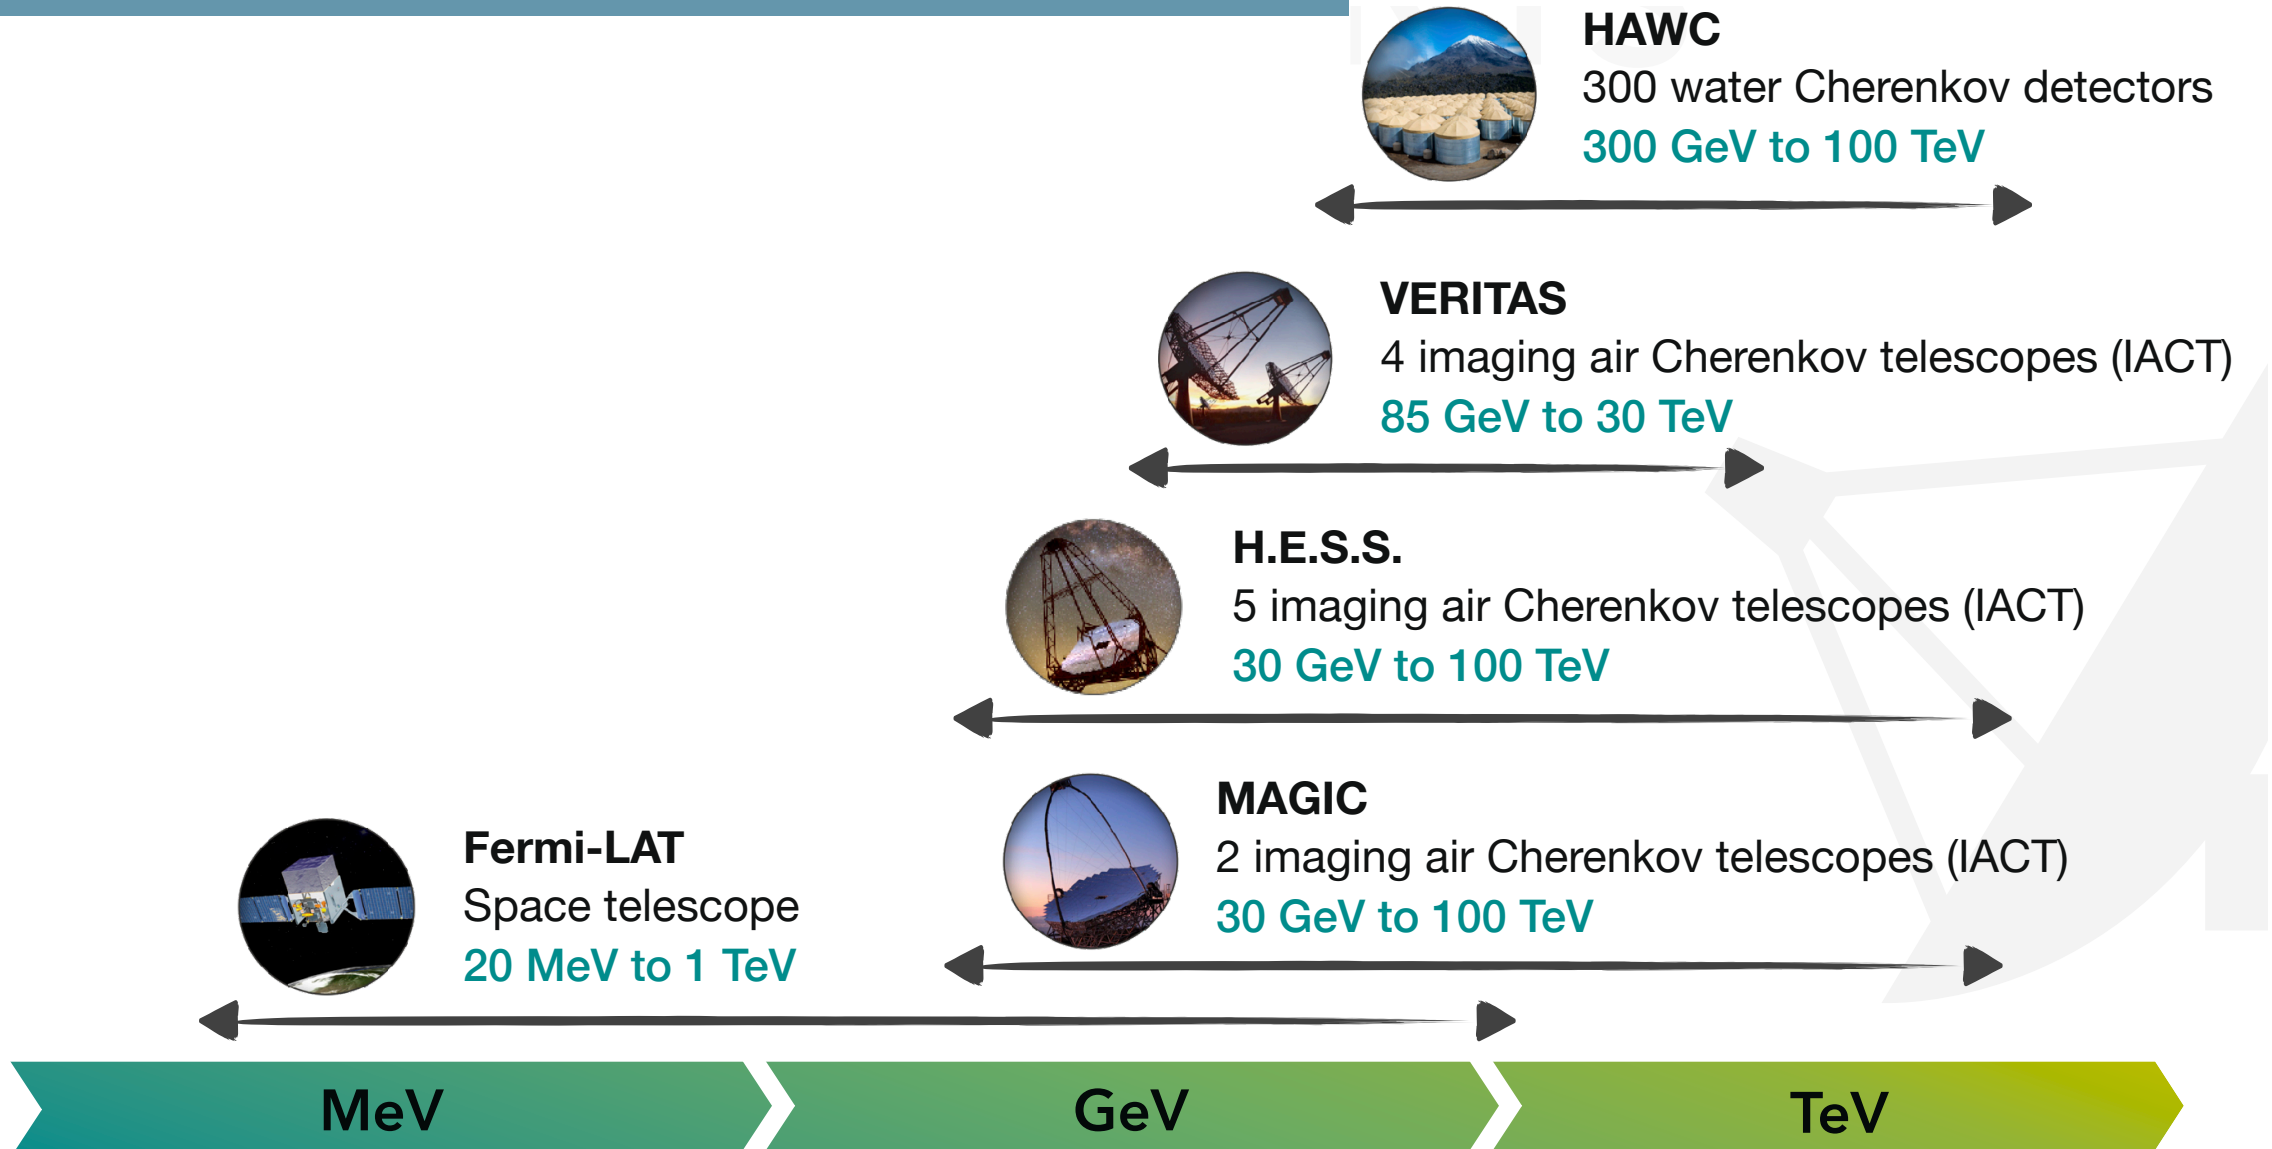 HAWC
300 water Cherenkov detectors
300 GeV to 100 TeV
VERITAS
4 imaging air Cherenkov telescopes (IACT)
85 GeV to 30 TeV
H.E.S.S.
5 imaging air Cherenkov telescopes (IACT)
30 GeV to 100 TeV
MAGIC
2 imaging air Cherenkov telescopes (IACT)
30 GeV to 100 TeV
Fermi-LAT
Space telescope
20 MeV to 1 TeV
MeV
GeV
TeV